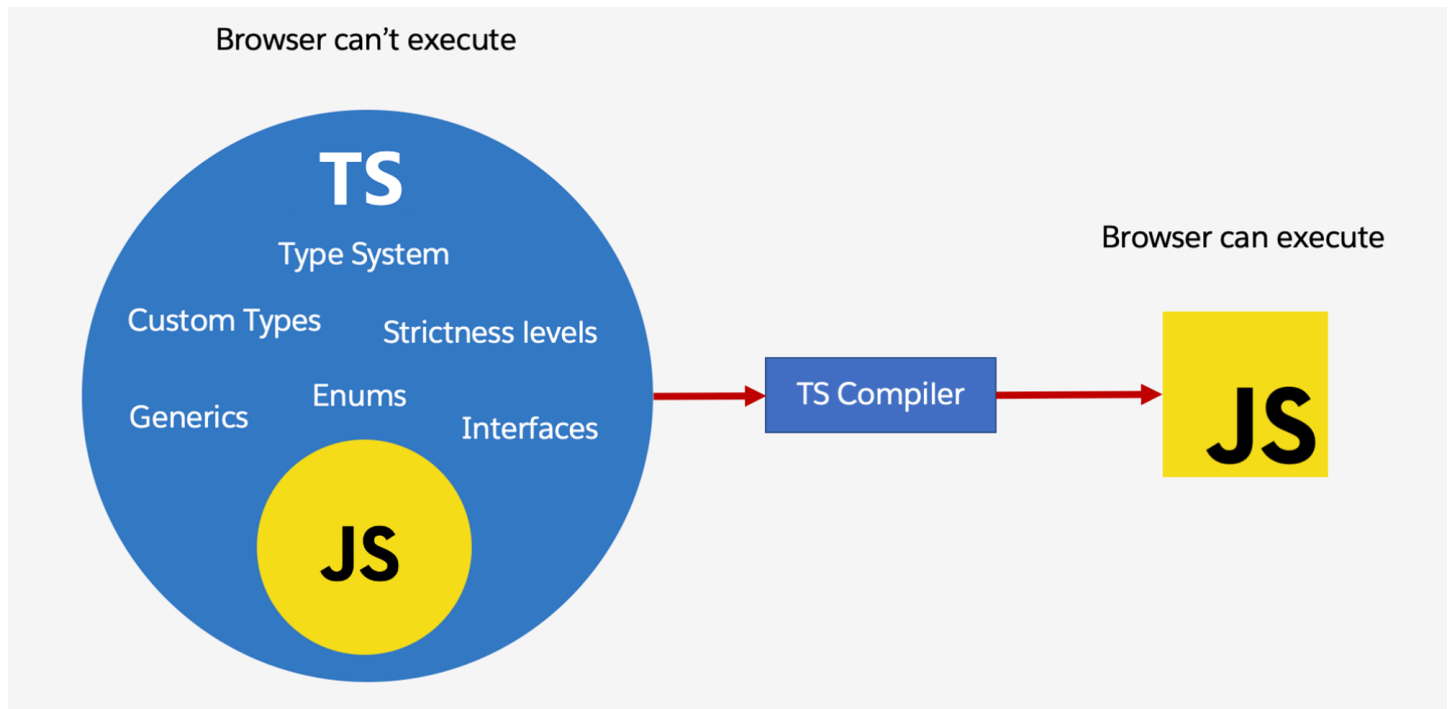 Browser can’t execute
TS
Type System
Custom Types
Strictness levels
Enums
Generics
Interfaces
JS
TS Compiler
Browser can execute
JS